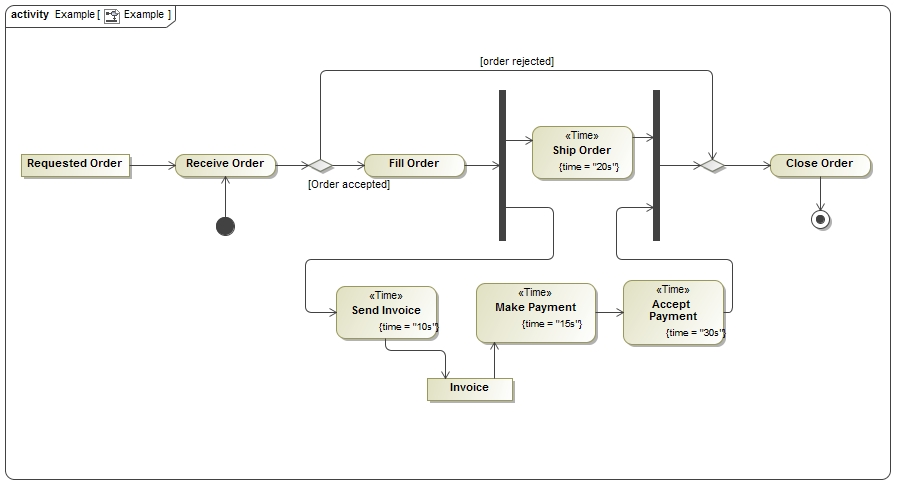 activity Example [ Example ]
[order rejected]
«Time»
Ship Order
{time = "20s"}
Requested Order
Receive Order
Fill Order
Close Order
[Order accepted]
«Time»
Send Invoice
{time = "10s"}
«Time»
Make Payment
{time = "15s"}
«Time»
Accept
Payment
{time = "30s"}
Invoice